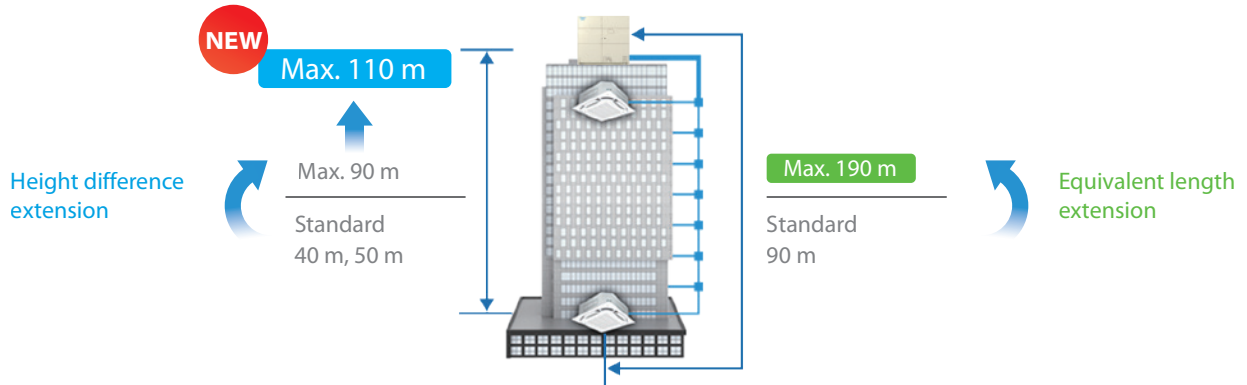 NEW
Max. 110 m
Max. 90 m
Height difference
extension
Standard
40 m, 50 m
Max. 190 m
Standard
90 m
Equivalent length
extension